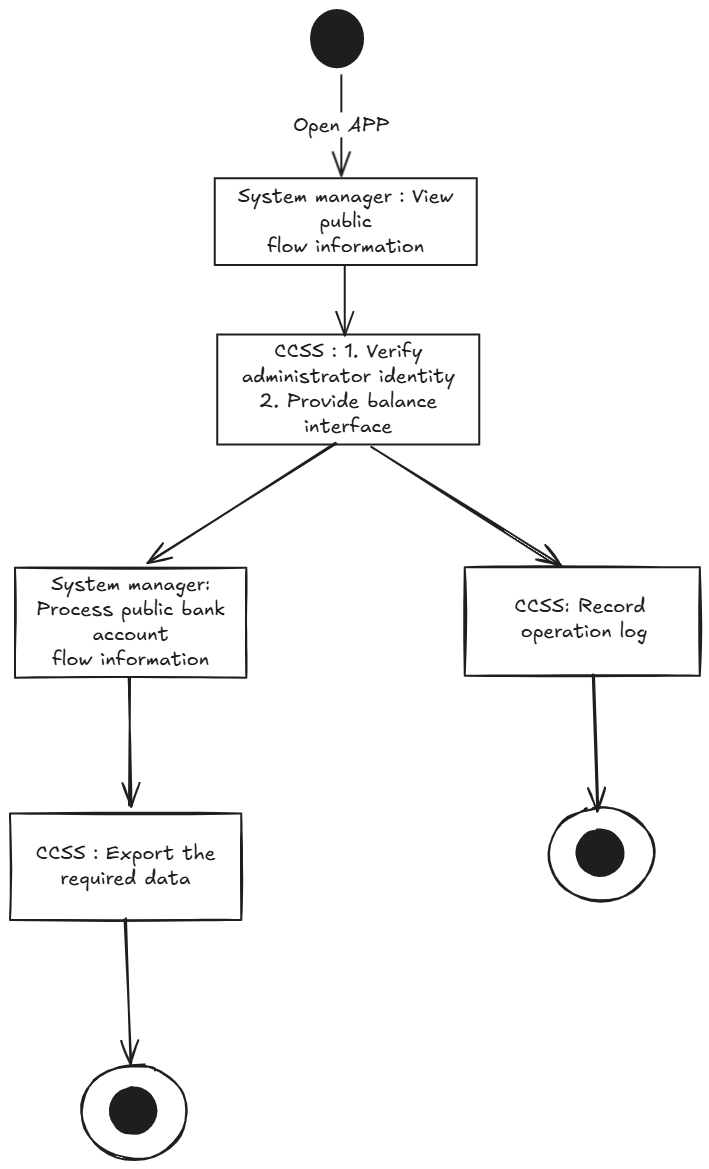 Open APP
System manager : View
public
flow information
CCSS : 1. Verify
administrator identity
2. Provide balance
interface
System manager:
Process public bank
account
flow information
CCSS: Record
operation log
CCSS : Export the
required data